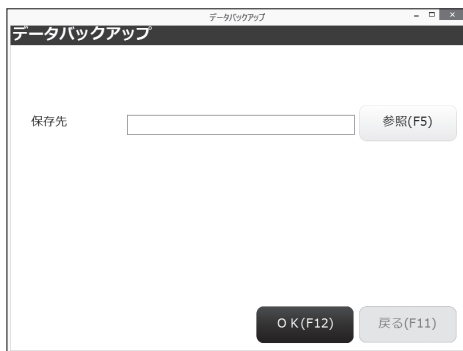 データバックアップ
データバックアップ
保存先
参照(F5)
ＯＫ(F12)
戻る(F11)